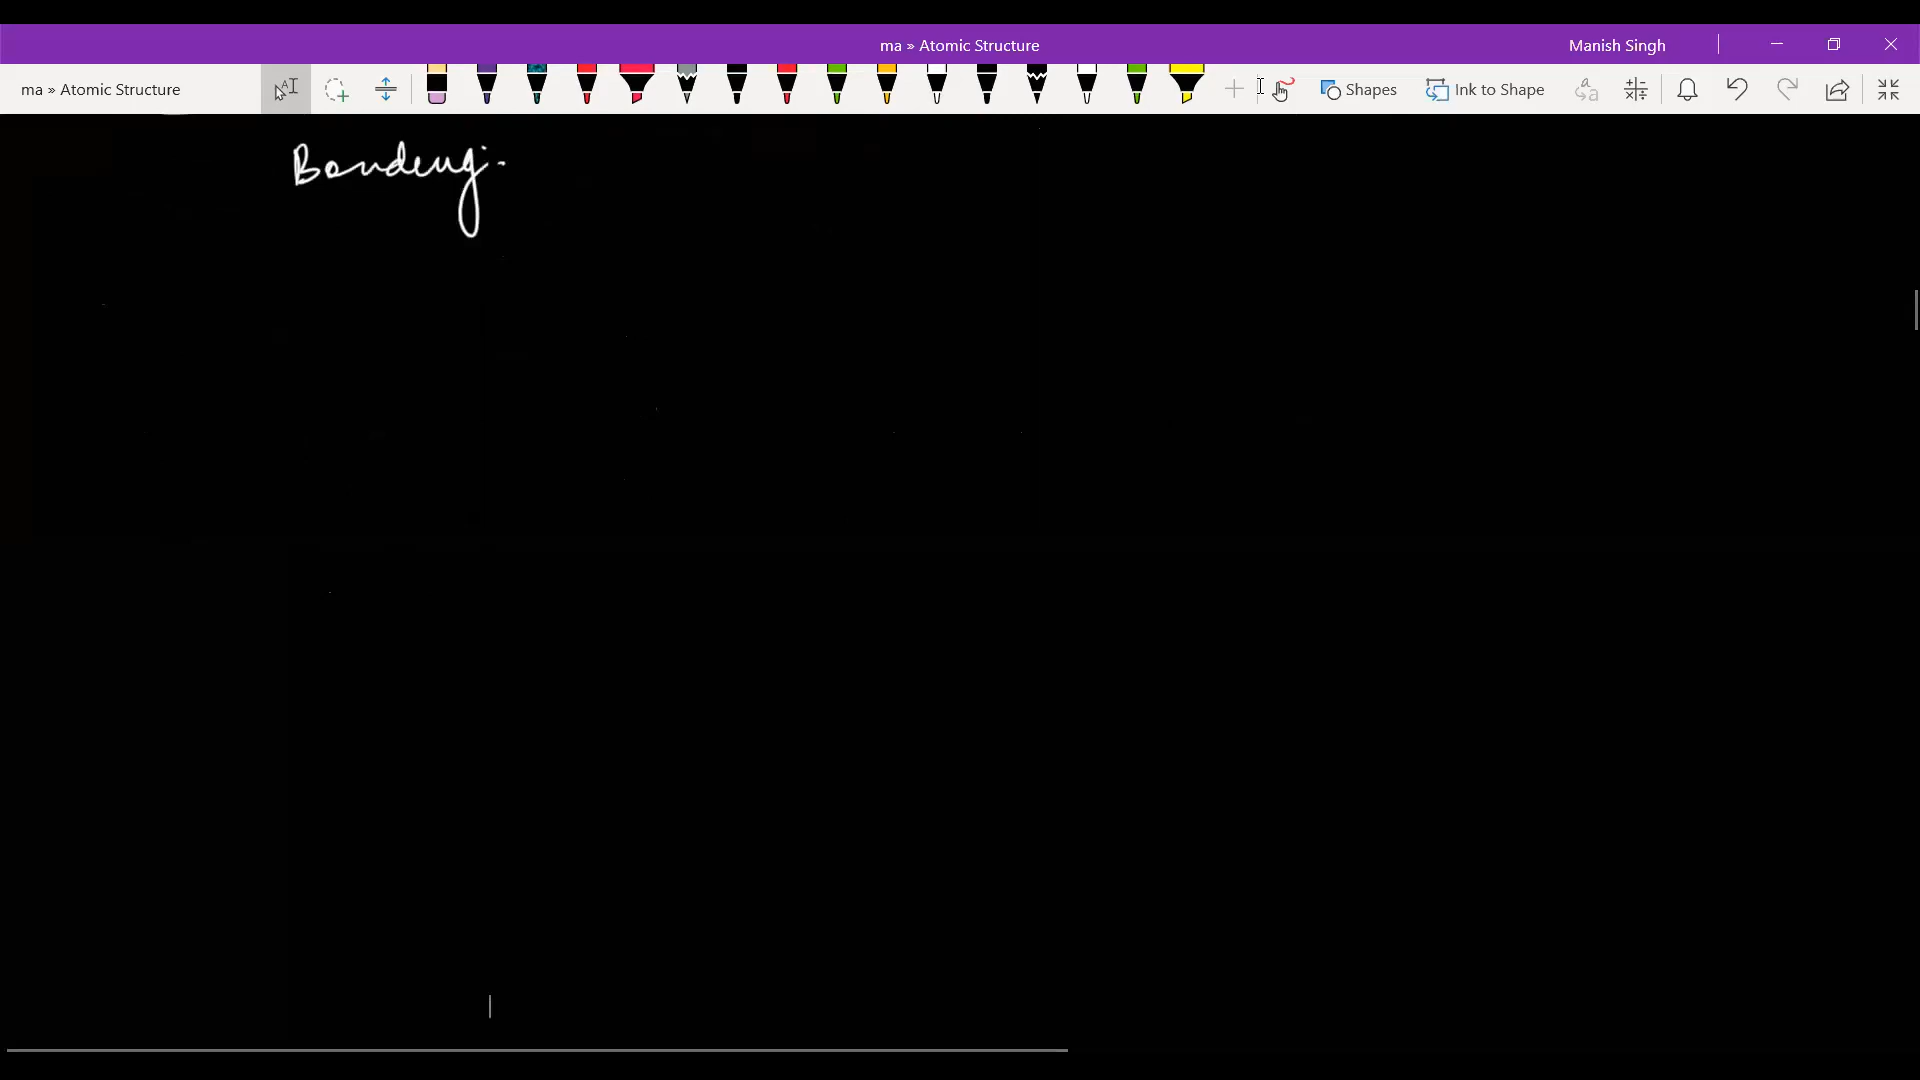 ma » Atomic Structure
Manish Singh
ma » Atomic Structure
Shapes
Ink to Shape
Bonding.